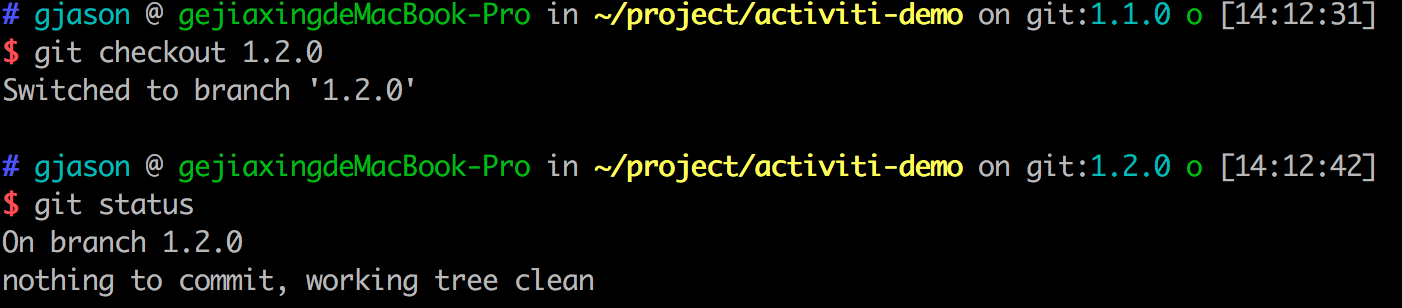 # gjason @ gejiaxingdeMacBook-Pro in ~/project/activiti-demo on git:1.1.0 o [14:12:31]
$ git checkout 1.2.0
Switched to branch '1.2.0'
# gjason @ gejiaxingdeMacBook-Pro in ~/project/activiti-demo on git:1.2.0 o [14:12:42]
$ git status
On branch 1.2.0
nothing to commit, working tree clean